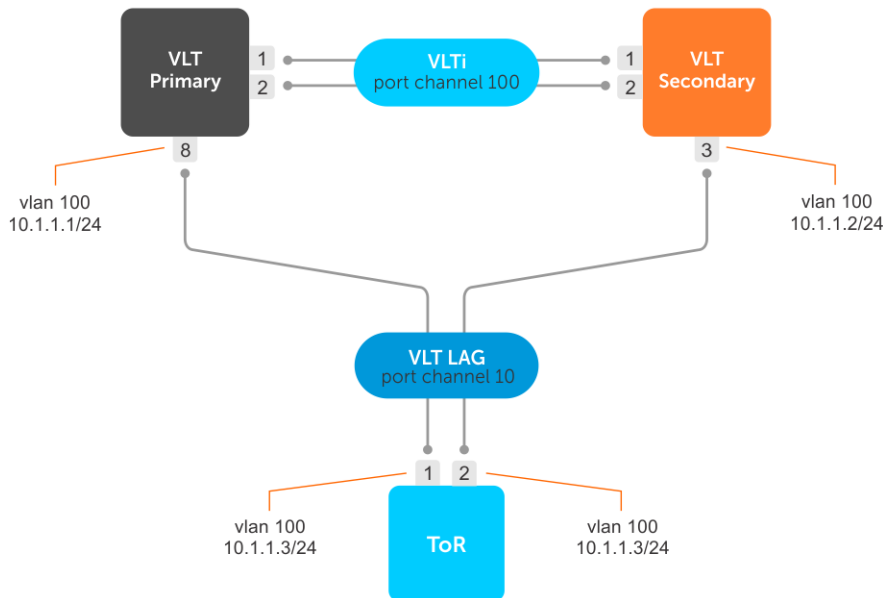 VLT
Primary
1
2
VLTi
port channel 100
1
2
VLT
Secondary
8
3
vlan 100
10.1.1.1/24
vlan 100
10.1.1.2/24
VLT LAG
port channel 10
1
2
vlan 100
10.1.1.3/24
ToR
vlan 100
10.1.1.3/24